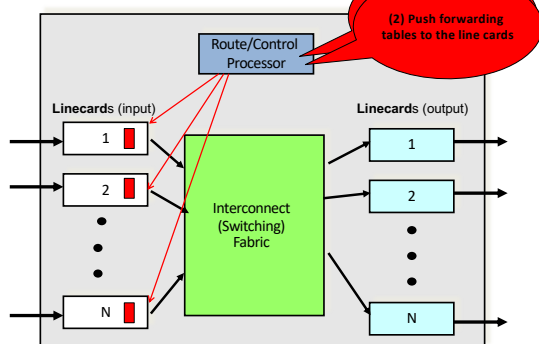 (2) Push forwarding
tables to the line cards
Route/Control
Processor
Linecards (input)
Linecards (output)
1
1
2
2
Interconnect
(Switching)
Fabric
N
N